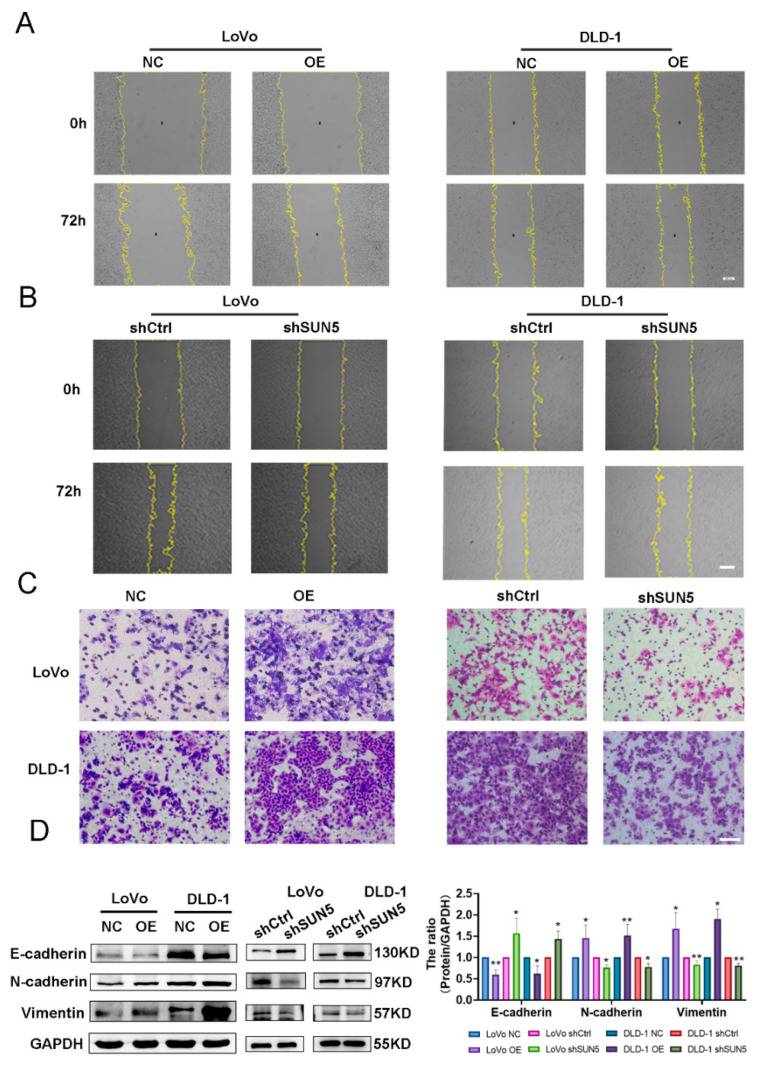 A
LoVo
DLD-1
NC
OE
NC
OE
0h
72h
B
LoVo
DLD-1
shCtrl
shSUN5
shCtrl
shSUN5
0h
72h
C
NC
OE
shCtrl
shSUN5
LoVo
DLD-1
D
LoVo
DLD-1
LoVo
DLD-1
NC
OE
NC
OE
shCtrl
shSUN5
shCtrl
shSUN5
E-cadherin
130KD
N-cadherin
97KD
Vimentin
57KD
GAPDH
55KD
The ratio
(Protein/GAPDH)
2.5
2.0
1.5
1.0
0.5
0.0
**
*
*
*
*
*
**
*
*
**
**
*
**
E-cadherin
N-cadherin
Vimentin
LoVo NC
LoVo shCtrl
DLD-1 NC
DLD-1 shCtrl
LoVo OE
LoVo shSUN5
DLD-1 OE
DLD-1 shSUN5